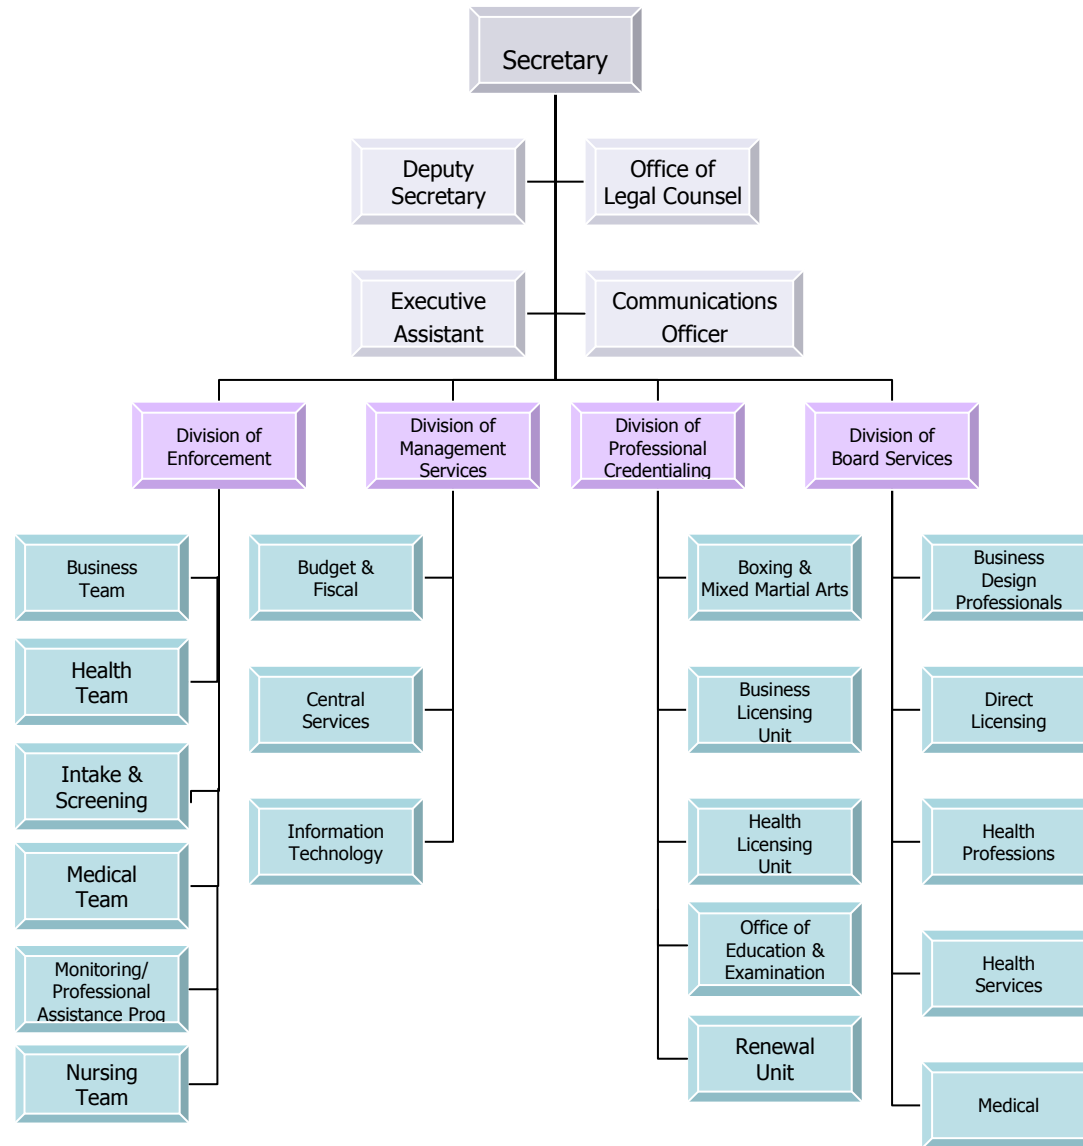 Secretary
Deputy
Secretary
Office of
Legal Counsel
Executive
Assistant
Communications
Officer
Division of
Enforcement
Division of
Management
Services
Division of
Professional
Credentialing
Division of
Board Services
Business
Team
Health
Team
Intake &
Screening
Medical
Team
Monitoring/
Professional
Assistance Prog
Nursing
Team
Budget &
Fiscal
Central
Services
Information
Technology
Boxing &
Mixed Martial Arts
Business
Licensing
Unit
Health
Licensing
Unit
Office of
Education &
Examination
Renewal
Unit
Business
Design
Professionals
Direct
Licensing
Health
Professions
Health
Services
Medical